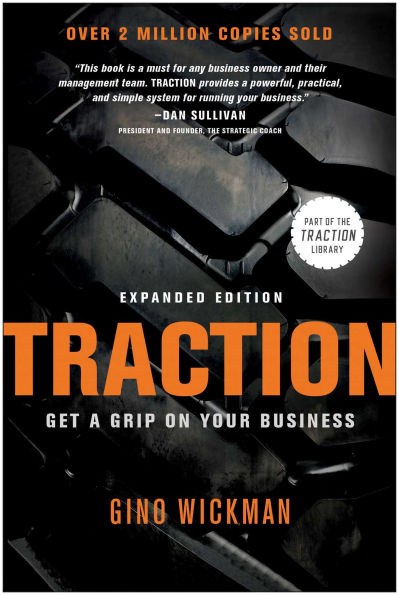 OVER 2 MILLION COPIES SOLD
"This book is a must for any business owner and their
management team. TRACTION provides a powerful, practical,
and simple system for running your business."
–DAN SULLIVAN
PRESIDENT AND FOUNDER, THE STRATEGIC COACH
PART OF THE
TRACTION
LIBRARY
EXPANDED EDITION
TRACTION
GET A GRIP ON YOUR BUSINESS
GINO WICKMAN